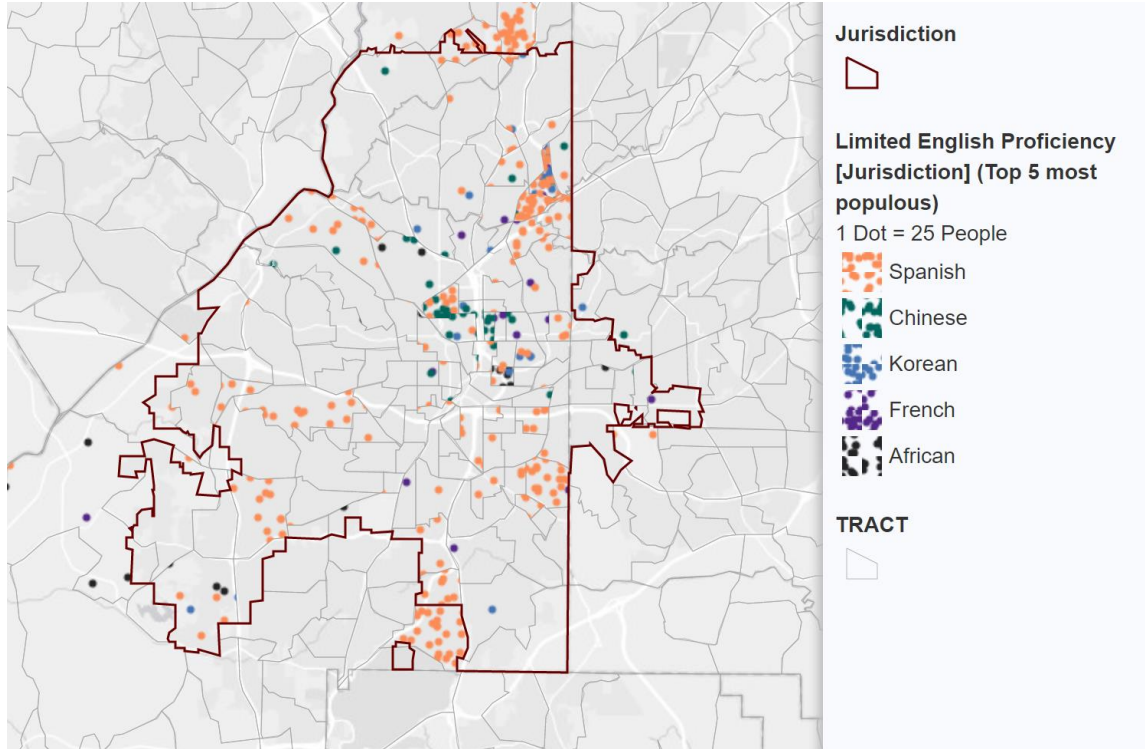 Jurisdiction
Limited English Proficiency
[Jurisdiction] (Top 5 most
populous)
1 Dot = 25 People
Spanish
Chinese
Korean
French
African
TRACT